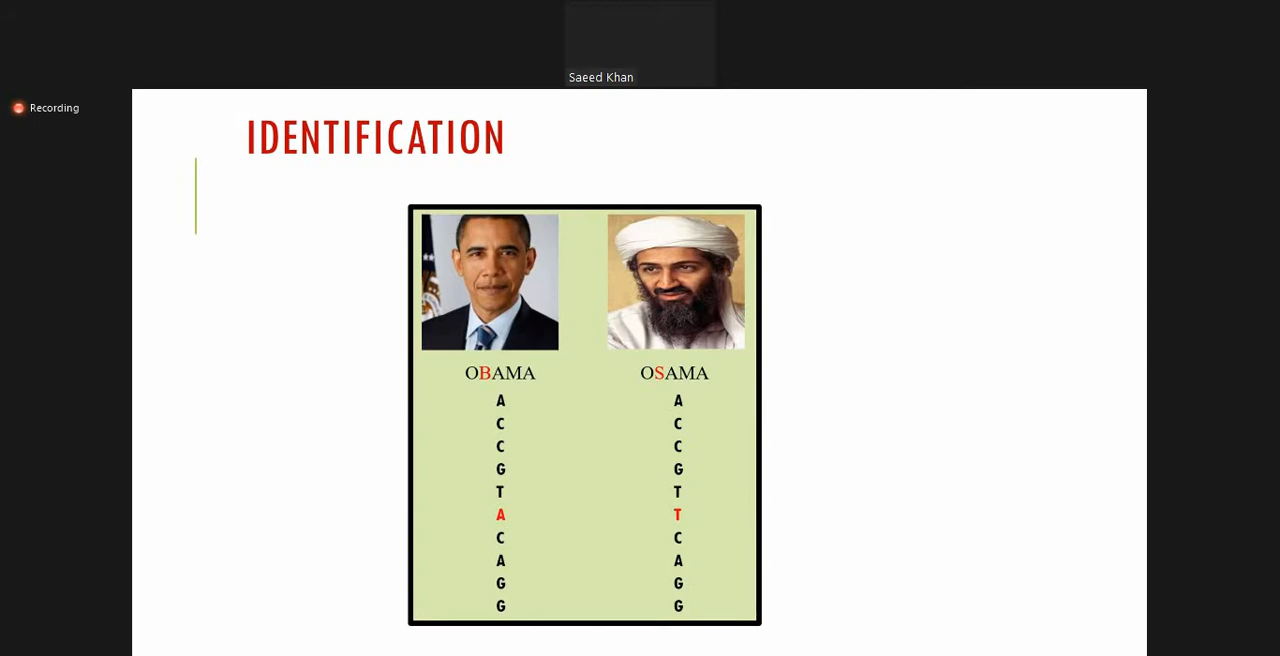 Saeed Khan
Recording
IDENTIFICATION
OBAMA OSAMA
A A
C C
C C
G G
T T
A T
C C
A A
G G
G G